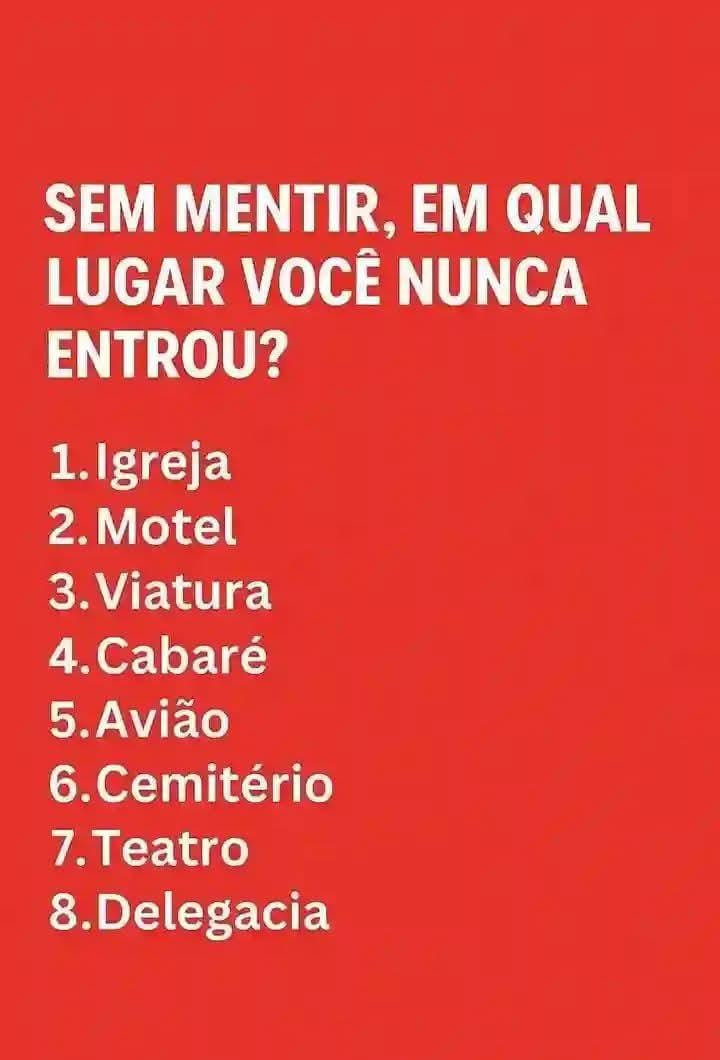 SEM MENTIR, EM QUAL
LUGAR VOCÊ NUNCA
ENTROU?
1.Igreja
2.Motel
3.Viatura
4.Cabaré
5.Avião
6.Cemitério
7.Teatro
8.Delegacia